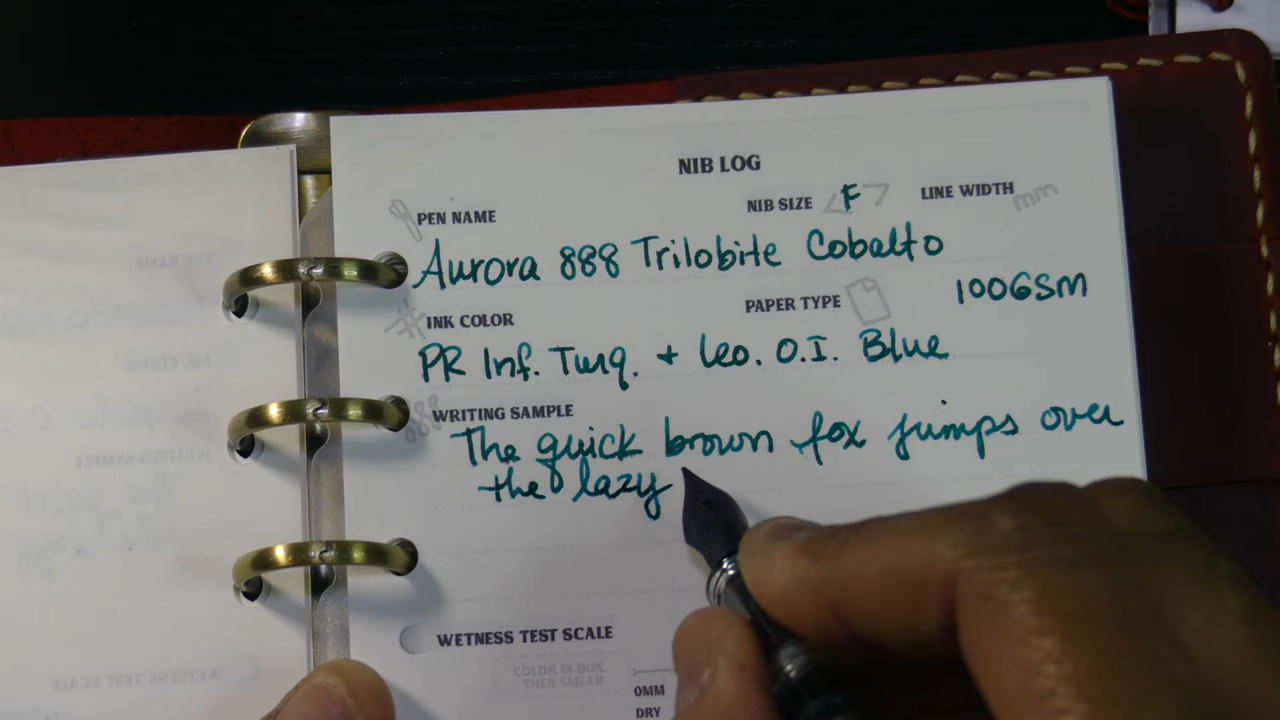 NIB LOG
PEN NAME NIB SIZE F LINE WIDTH mm
Aurora 888 Trilobite Cobalto
INK COLOR PAPER TYPE 100GSM
PR Inf. Turq. + Leo. O.I. Blue
WRITING SAMPLE
The quick brown fox jumps over
the lazy
WETNESS TEST SCALE
COLOR IN BOX,
THEN SMEAR
0MM
DRY